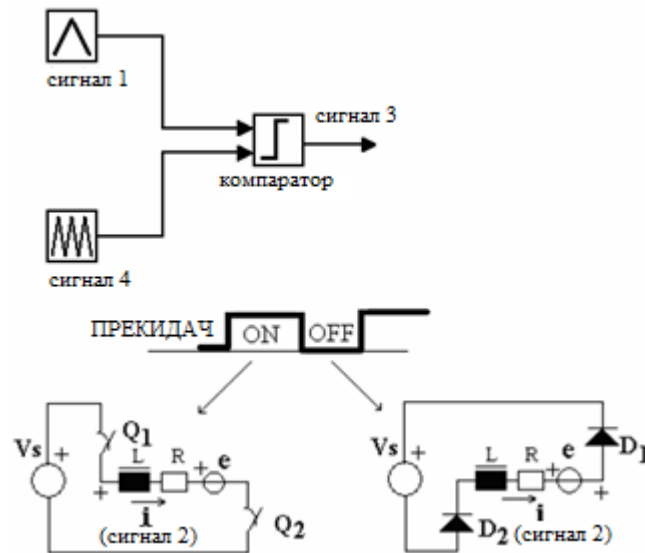 сигнал 1
сигнал 3
компаратор
сигнал 4
ПРЕКИДАЧ ON OFF
Vs + Q1 L R + e
+ i Q2
(сигнал 2)
Vs + L R + e D1
D2 i +
(сигнал 2)